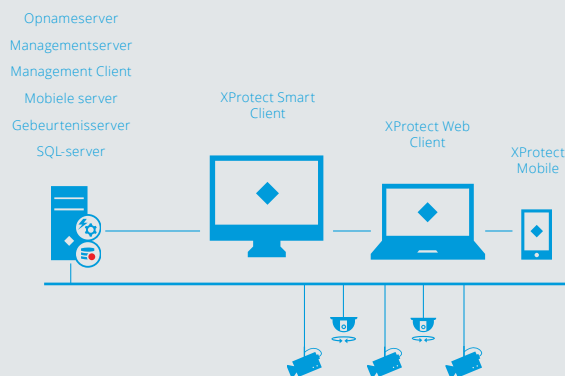 Opnameserver
Managementserver
Management Client
Mobiele server
Gebeurtenisserver
SQL-server
XProtect Smart
Client
XProtect Web
Client
XProtect
Mobile